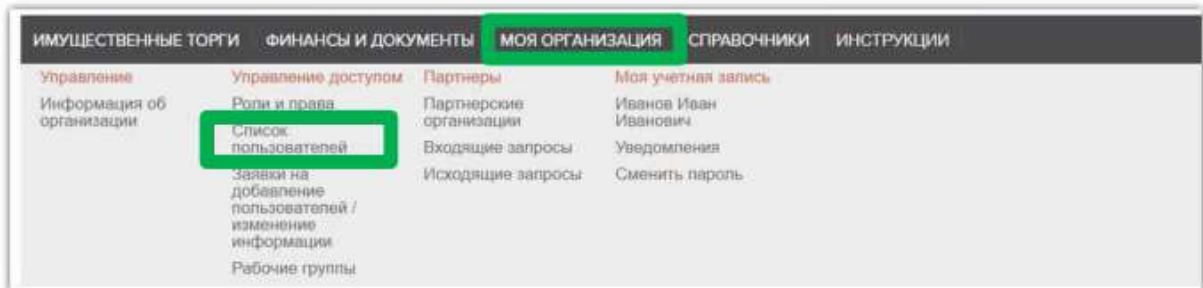 ИМУЩЕСТВЕННЫЕ ТОРГИ ФИНАНСЫ И ДОКУМЕНТЫ МОЯ ОРГАНИЗАЦИЯ СПРАВОЧНИКИ ИНСТРУКЦИИ
Управление
Информация об
организации
Управление доступом
Роли и права
Список
пользователей
Заявки на
добавление
пользователей /
изменение
информации
Рабочие группы
Партнеры
Партнерские
организации
Входящие запросы
Исходящие запросы
Моя учетная запись
Иванов Иван
Иванович
Уведомления
Сменить пароль